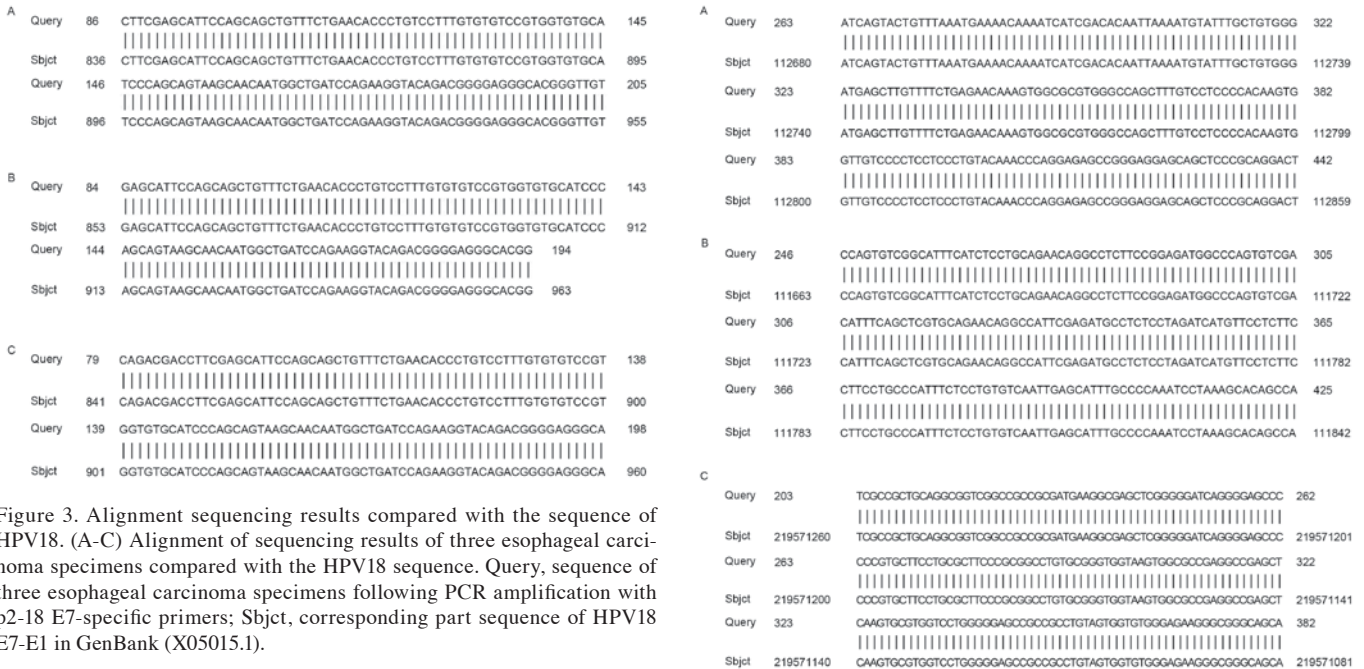 A
Query 86 CTTCGAGCATTCCAGCAGCTGTTTCTGAACACCCTGTCCTTTGTGTGTCCGTGGTGTGCA 145
Sbjct 836 CTTCGAGCATTCCAGCAGCTGTTTCTGAACACCCTGTCCTTTGTGTGTCCGTGGTGTGCA 895
Query 146 TCCCAGCAGTAAGCAACAATGGCTGATCCAGAAGGTACAGACGGGGAGGGCACGGGTTGT 205
Sbjct 896 TCCCAGCAGTAAGCAACAATGGCTGATCCAGAAGGTACAGACGGGGAGGGCACGGGTTGT 955
B
Query 84 GAGCATTCCAGCAGCTGTTTCTGAACACCCTGTCCTTTGTGTGTCCGTGGTGTGCATCCC 143
Sbjct 853 GAGCATTCCAGCAGCTGTTTCTGAACACCCTGTCCTTTGTGTGTCCGTGGTGTGCATCCC 912
Query 144 AGCAGTAAGCAACAATGGCTGATCCAGAAGGTACAGACGGGGAGGGCACGG 194
Sbjct 913 AGCAGTAAGCAACAATGGCTGATCCAGAAGGTACAGACGGGGAGGGCACGG 963
C
Query 79 CAGACGACCTTCGAGCATTCCAGCAGCTGTTTCTGAACACCCTGTCCTTTGTGTGTCCGT 138
Sbjct 841 CAGACGACCTTCGAGCATTCCAGCAGCTGTTTCTGAACACCCTGTCCTTTGTGTGTCCGT 900
Query 139 GGTGTGCATCCCAGCAGTAAGCAACAATGGCTGATCCAGAAGGTACAGACGGGGAGGGCA 198
Sbjct 901 GGTGTGCATCCCAGCAGTAAGCAACAATGGCTGATCCAGAAGGTACAGACGGGGAGGGCA 960
Figure 3. Alignment sequencing results compared with the sequence of
HPV18. (A-C) Alignment of sequencing results of three esophageal carci-
noma specimens compared with the HPV18 sequence. Query, sequence of
three esophageal carcinoma specimens following PCR amplification with
p2-18 E7-specific primers; Sbjct, corresponding part sequence of HPV18
E7-E1 in GenBank (X05015.1).
A
Query 263 ATCAGTACTGTTTAAATGAAAACAAAATCATCGACACAATTAAAATGTATTTGCTGTGGG 322
Sbjct 112680 ATCAGTACTGTTTAAATGAAAACAAAATCATCGACACAATTAAAATGTATTTGCTGTGGG 112739
Query 323 ATGAGCTTGTTTTCTGAGAACAAAGTGGCGCGTGGGCCAGCTTTGTCCTCCCCACAAGTG 382
Sbjct 112740 ATGAGCTTGTTTTCTGAGAACAAAGTGGCGCGTGGGCCAGCTTTGTCCTCCCCACAAGTG 112799
Query 383 GTTGTCCCCTCCTCCCTGTACAAACCCAGGAGAGCCGGGAGGAGCAGCTCCCGCAGGACT 442
Sbjct 112800 GTTGTCCCCTCCTCCCTGTACAAACCCAGGAGAGCCGGGAGGAGCAGCTCCCGCAGGACT 112859
B
Query 246 CCAGTGTCGGCATTTCATCTCCTGCAGAACAGGCCTCTTCCGGAGATGGCCCAGTGTCGA 305
Sbjct 111663 CCAGTGTCGGCATTTCATCTCCTGCAGAACAGGCCTCTTCCGGAGATGGCCCAGTGTCGA 111722
Query 306 CATTTCAGCTCGTGCAGAACAGGCCATTCGAGATGCCTCTCCTAGATCATGTTCCTCTTC 365
Sbjct 111723 CATTTCAGCTCGTGCAGAACAGGCCATTCGAGATGCCTCTCCTAGATCATGTTCCTCTTC 111782
Query 366 CTTCCTGCCCATTTCTCCTGTGTCAATTGAGCATTTGCCCCAAATCCTAAAGCACAGCCA 425
Sbjct 111783 CTTCCTGCCCATTTCTCCTGTGTCAATTGAGCATTTGCCCCAAATCCTAAAGCACAGCCA 111842
C
Query 203 TCGCCGCTGCAGGCGGTCGGCCGCCGCGATGAAGGCGAGCTCGGGGGATCAGGGGAGCCC 262
Sbjct 219571260 TCGCCGCTGCAGGCGGTCGGCCGCCGCGATGAAGGCGAGCTCGGGGGATCAGGGGAGCCC 219571201
Query 263 CCCGTGCTTCCTGCGCTTCCCGCGGCCTGTGCGGGTGGTAAGTGGCGCCGAGGCCGAGCT 322
Sbjct 219571200 CCCGTGCTTCCTGCGCTTCCCGCGGCCTGTGCGGGTGGTAAGTGGCGCCGAGGCCGAGCT 219571141
Query 323 CAAGTGCGTGGTCCTGGGGGAGCCGCCGCCTGTAGTGGTGTGGGAGAAGGGCGGGCAGCA 382
Sbjct 219571140 CAAGTGCGTGGTCCTGGGGGAGCCGCCGCCTGTAGTGGTGTGGGAGAAGGGCGGGCAGCA 219571081